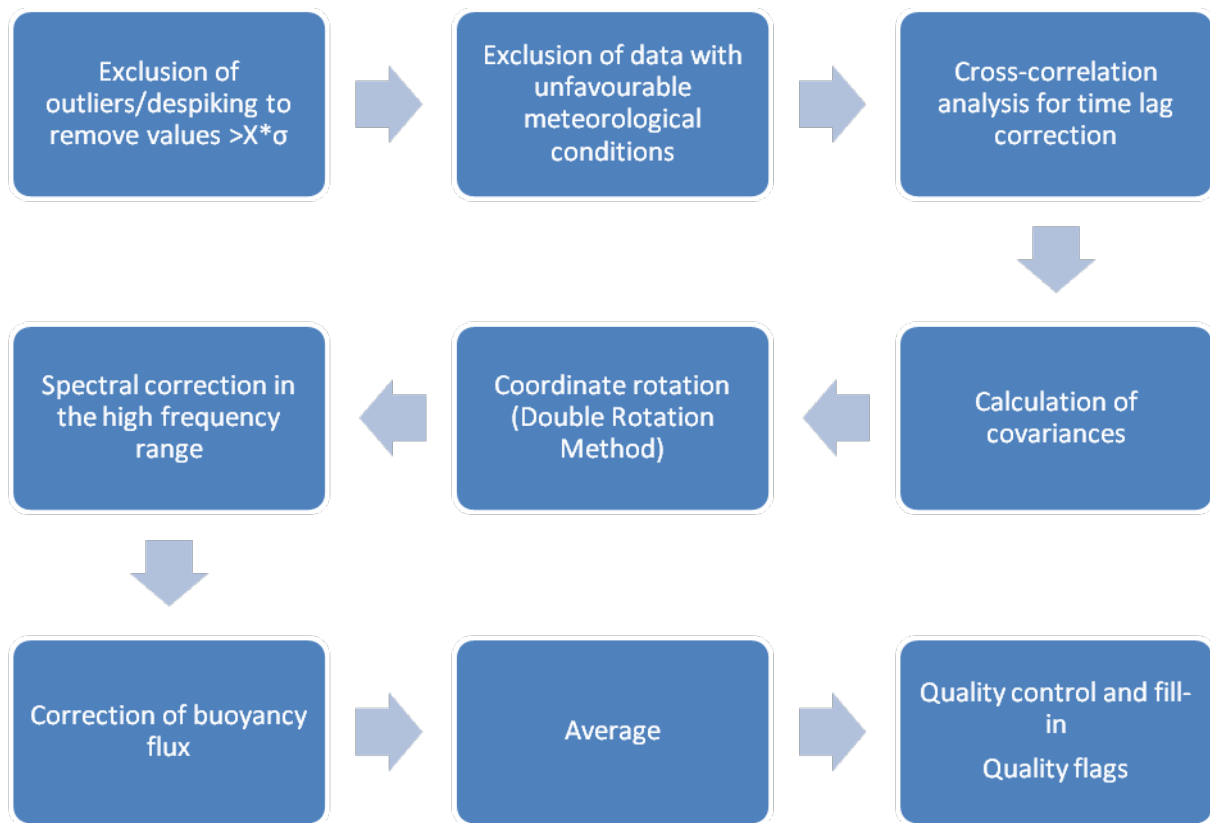 Exclusion of
outliers/despiking to
remove values >X*σ
Exclusion of data with
unfavourable
meteorological
conditions
Cross-correlation
analysis for time lag
correction
Calculation of
covariances
Coordinate rotation
(Double Rotation
Method)
Spectral correction in
the high frequency
range
Correction of buoyancy
flux
Average
Quality control and fill-
in
Quality flags